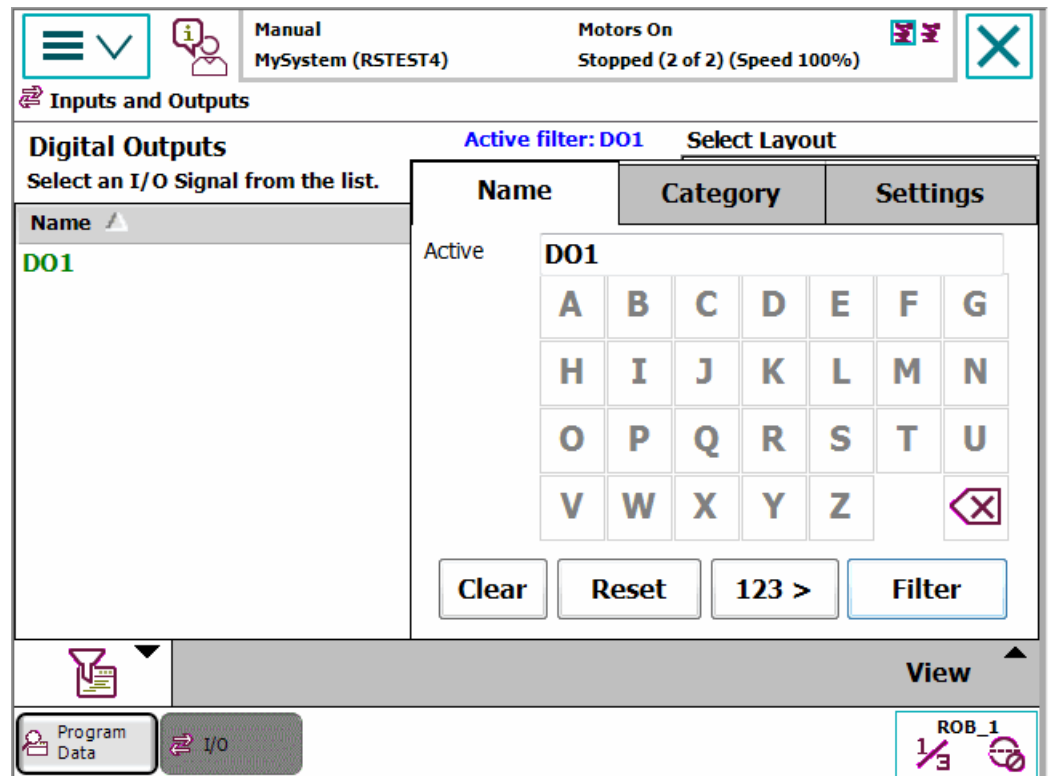 Manual
Motors On
MySystem (RSTEST4)
Stopped (2 of 2) (Speed 100%)
Inputs and Outputs
Digital Outputs
Active filter: DO1
Select Layout
Select an I/O Signal from the list.
Name
Category
Settings
Name
Active
DO1
DO1
A B C D E F G
H I J K L M N
O P Q R S T U
V W X Y Z
Clear
Reset
123 >
Filter
View
Program
Data
I/O
ROB_1
1/3